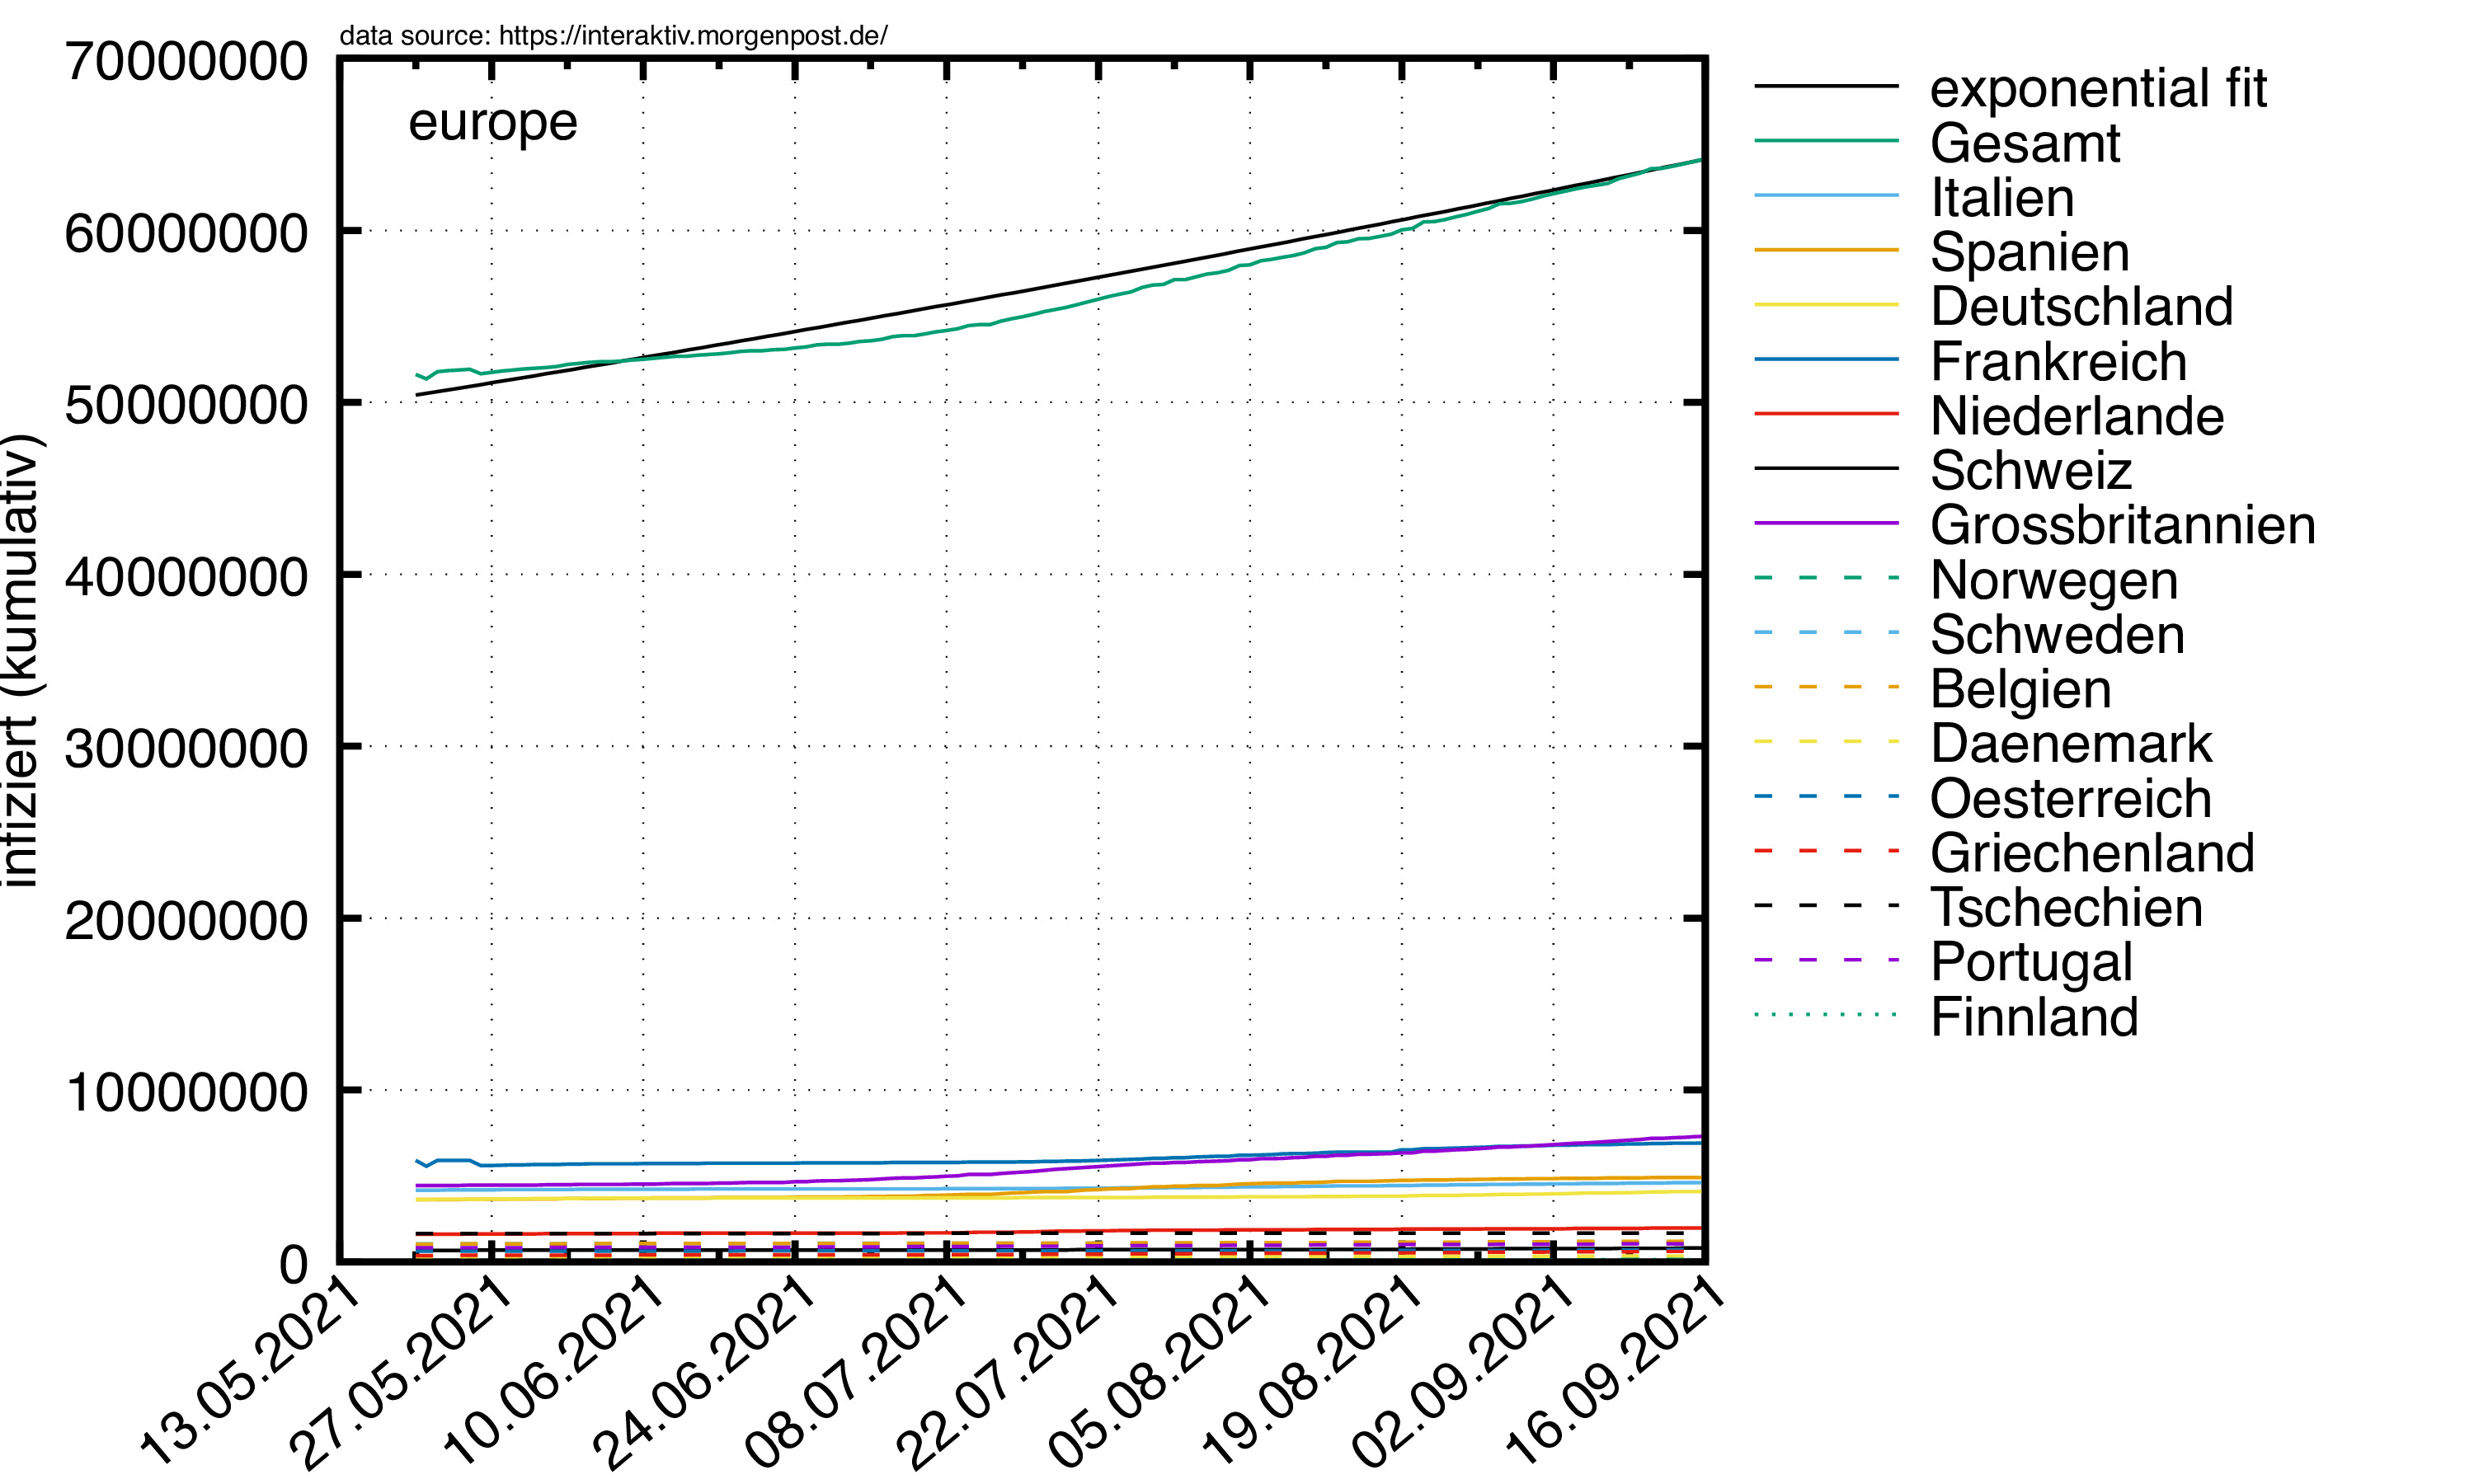 data source: https://interaktiv.morgenpost.de/
europe
infiziert (kumulativ)
70000000
60000000
50000000
40000000
30000000
20000000
10000000
0
13.05.2021
27.05.2021
10.06.2021
24.06.2021
08.07.2021
22.07.2021
05.08.2021
19.08.2021
02.09.2021
16.09.2021
exponential fit
Gesamt
Italien
Spanien
Deutschland
Frankreich
Niederlande
Schweiz
Grossbritannien
Norwegen
Schweden
Belgien
Daenemark
Oesterreich
Griechenland
Tschechien
Portugal
Finnland